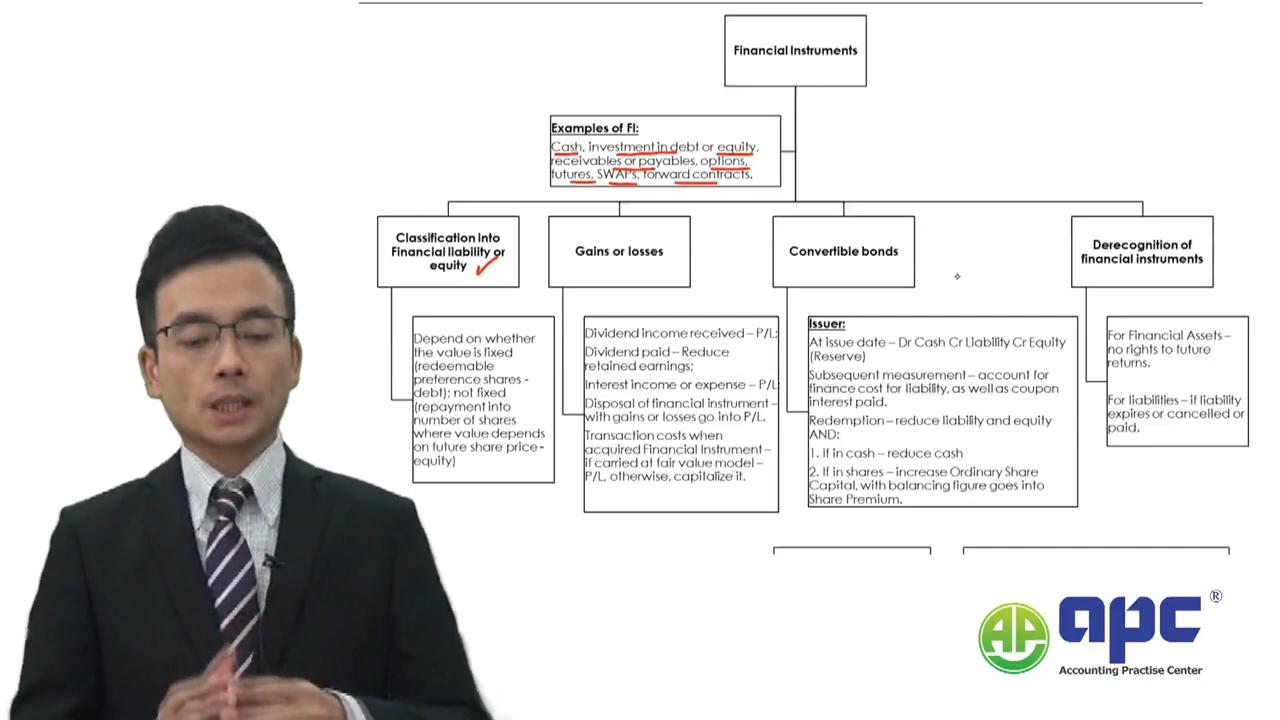 Financial Instruments
Examples of FI:
Cash, investment in debt or equity,
receivables or payables, options,
futures, SWAPs, forward contracts.
Classification into
Financial liability or
equity
Depend on whether
the value is fixed
(redeemable
preference shares -
debt); not fixed
(repayment into
number of shares
where value depends
on future share price -
equity)
Gains or losses
Dividend income received – P/L;
Dividend paid – Reduce
retained earnings;
Interest income or expense – P/L
Disposal of financial instrument –
with gains or losses go into P/L.
Transaction costs when
acquired Financial Instrument –
if carried at fair value model –
P/L, otherwise, capitalize it.
Convertible bonds
Issuer:
At issue date – Dr Cash Cr Liability Cr Equity
(Reserve)
Subsequent measurement – account for
finance cost for liability, as well as coupon
interest paid.
Redemption – reduce liability and equity
AND:
1. If in cash – reduce cash
2. If in shares – increase Ordinary Share
Capital, with balancing figure goes into
Share Premium.
Derecognition of
financial instruments
For Financial Assets –
no rights to future
returns.
For liabilities – if liability
expires or cancelled or
paid.
AP
apc®
Accounting Practise Center